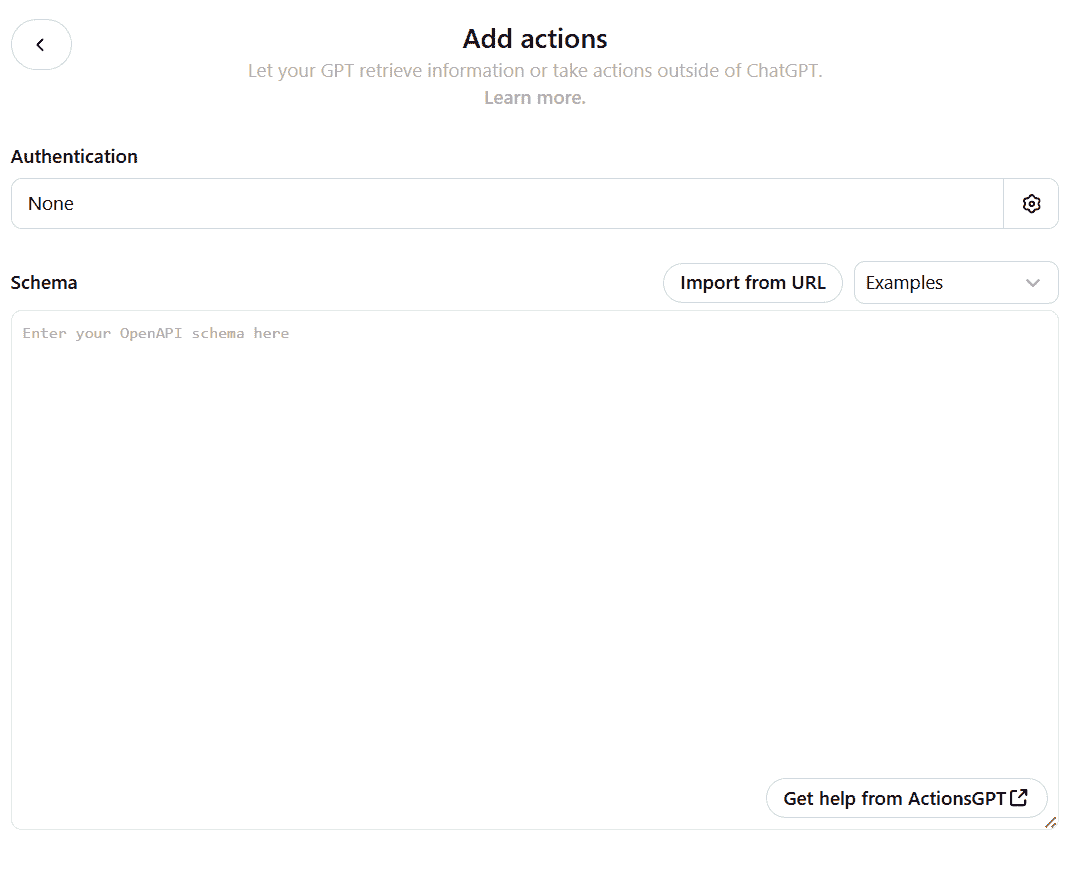 Add actions
Let your GPT retrieve information or take actions outside of ChatGPT.
Learn more.
Authentication
None
Schema
Import from URL
Examples
Enter your OpenAPI schema here
Get help from ActionsGPT